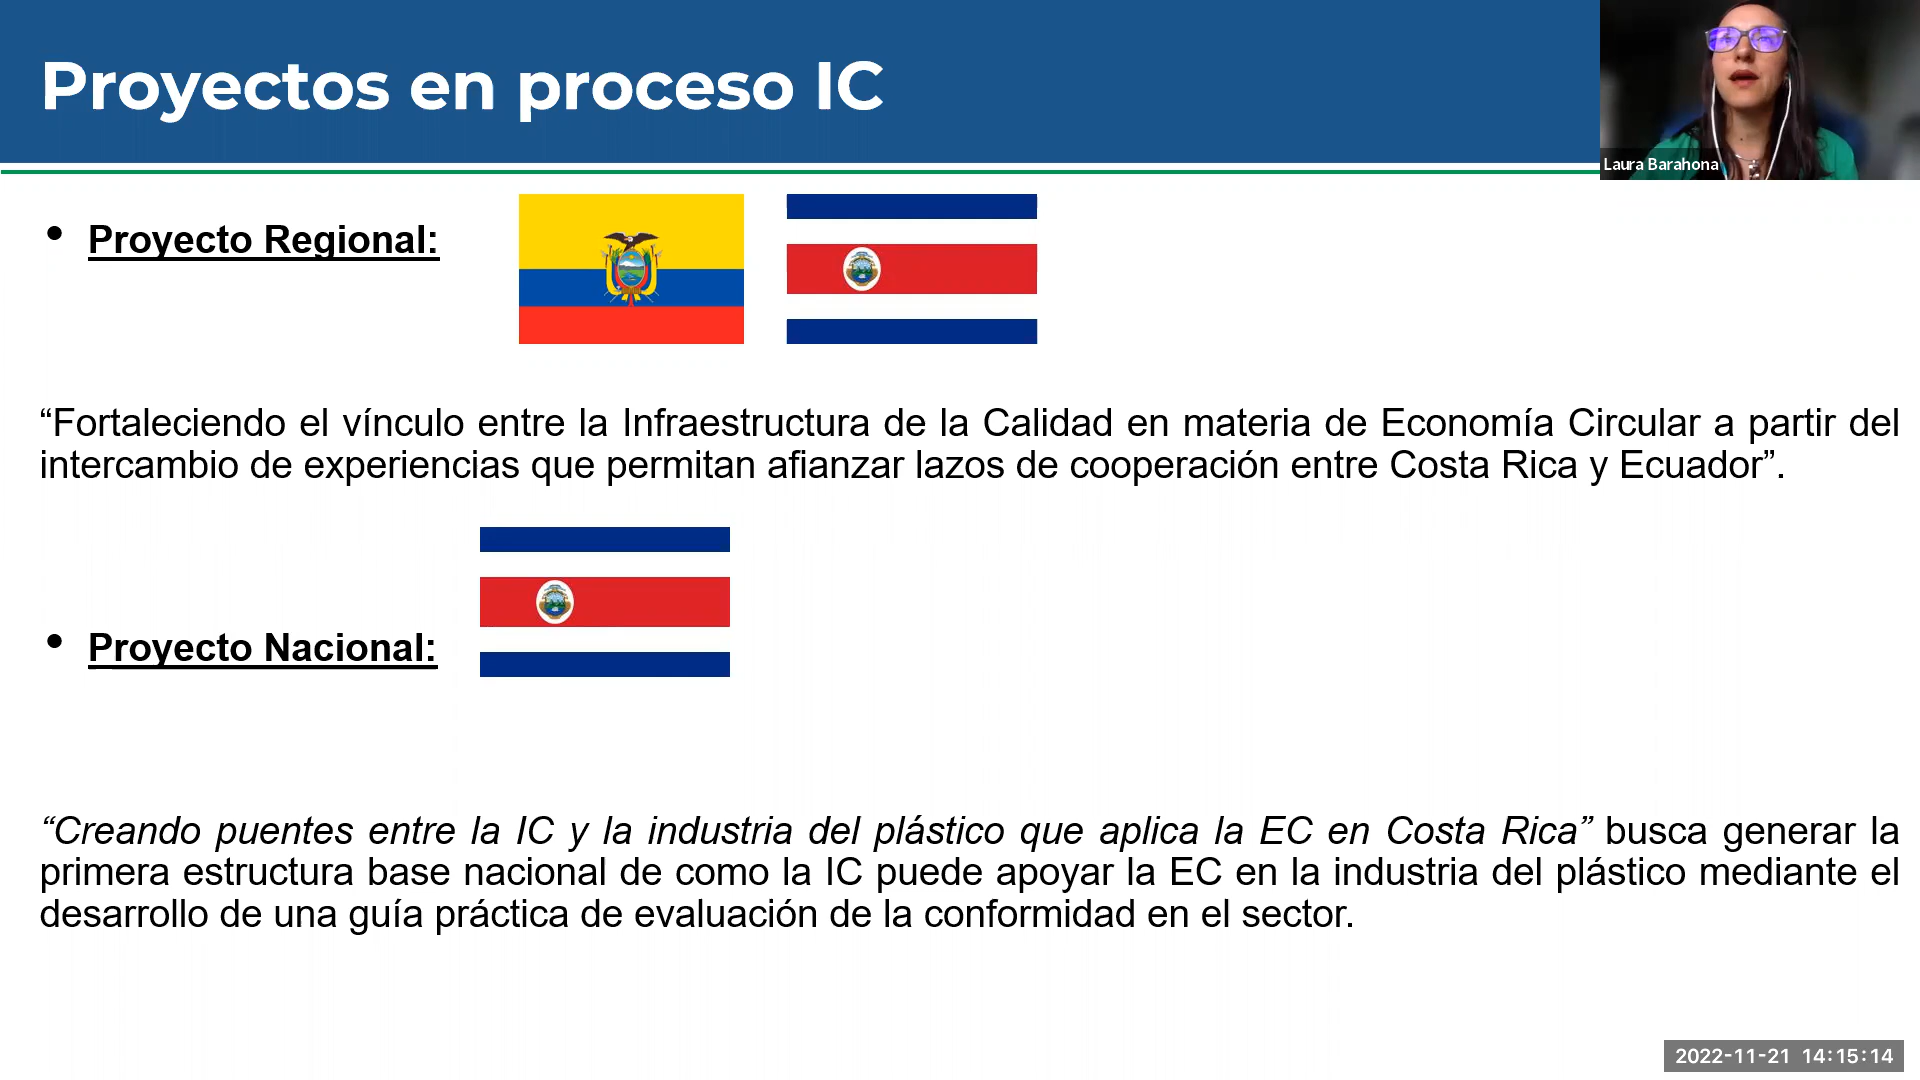 Proyectos en proceso IC
Laura Barahona
• Proyecto Regional:
“Fortaleciendo el vínculo entre la Infraestructura de la Calidad en materia de Economía Circular a partir del
intercambio de experiencias que permitan afianzar lazos de cooperación entre Costa Rica y Ecuador”.
• Proyecto Nacional:
“Creando puentes entre la IC y la industria del plástico que aplica la EC en Costa Rica” busca generar la
primera estructura base nacional de como la IC puede apoyar la EC en la industria del plástico mediante el
desarrollo de una guía práctica de evaluación de la conformidad en el sector.
2022-11-21 14:15:14